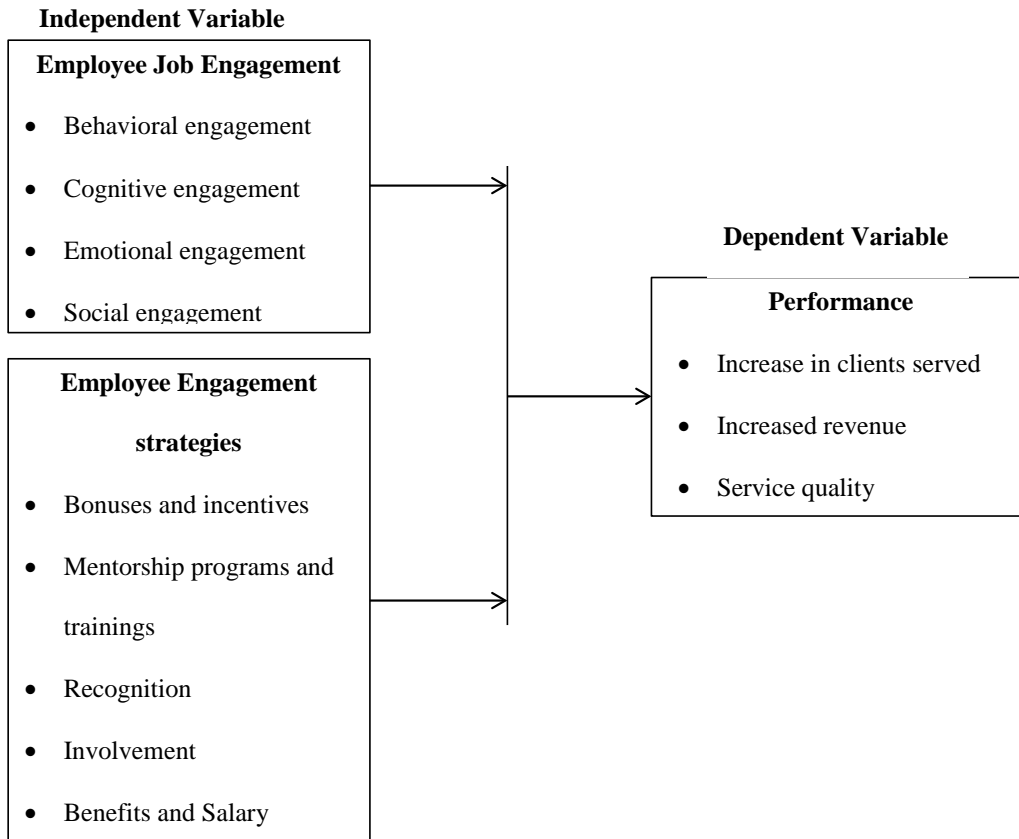 Independent Variable
Employee Job Engagement
• Behavioral engagement
• Cognitive engagement
• Emotional engagement
• Social engagement
Employee Engagement
strategies
• Bonuses and incentives
• Mentorship programs and
trainings
• Recognition
• Involvement
• Benefits and Salary
Dependent Variable
Performance
• Increase in clients served
• Increased revenue
• Service quality